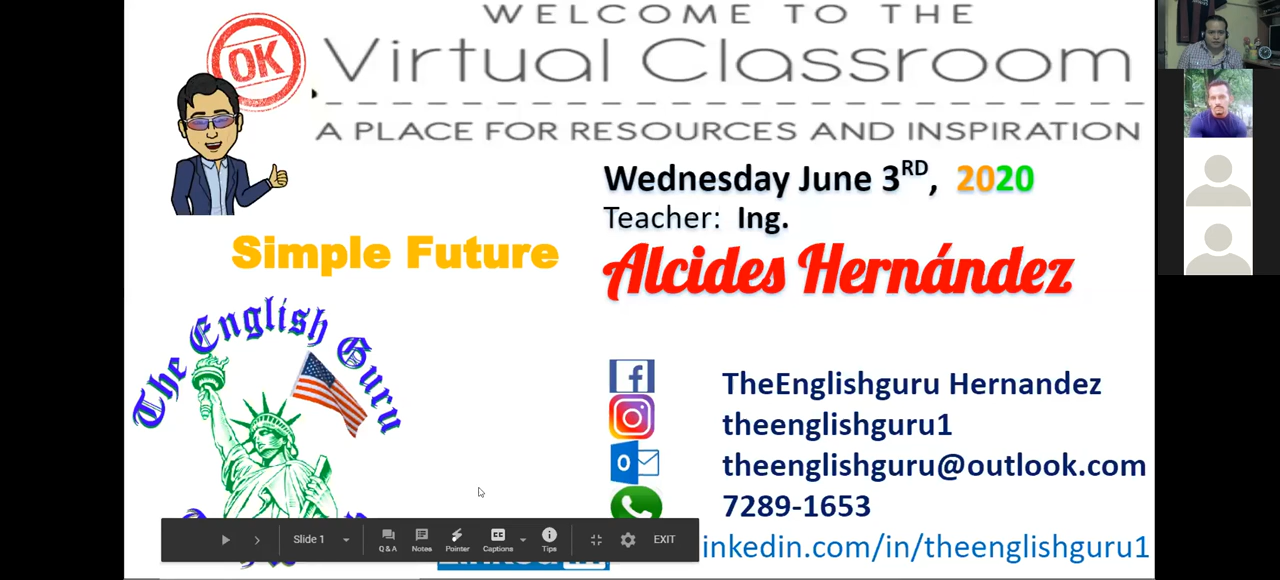 WELCOME TO THE
OK
Virtual Classroom
A PLACE FOR RESOURCES AND INSPIRATION
Wednesday June 3RD, 2020
Teacher: Ing.
Simple Future
Alcides Hernández
The English Guru
TheEnglishguru Hernandez
theenglishguru1
theenglishguru@outlook.com
7289-1653
Slide 1
Q & A
Notes
Pointer
CC
Captions
Tips
EXIT
inkedin.com/in/theenglishguru1